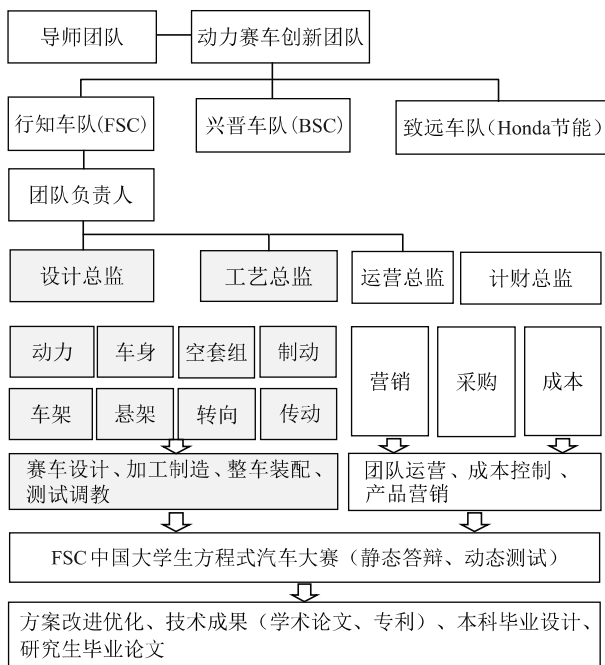 导师团队
动力赛车创新团队
行知车队(FSC)
兴晋车队(BSC)
致远车队(Honda节能)
团队负责人
设计总监
工艺总监
运营总监
计财总监
动力
车身
空套组
制动
营销
采购
成本
车架
悬架
转向
传动
赛车设计、加工制造、整车装配、
测试调教
团队运营、成本控制、
产品营销
FSC中国大学生方程式汽车大赛（静态答辩、动态测试）
方案改进优化、技术成果（学术论文、专利）、本科毕业设计、
研究生毕业论文